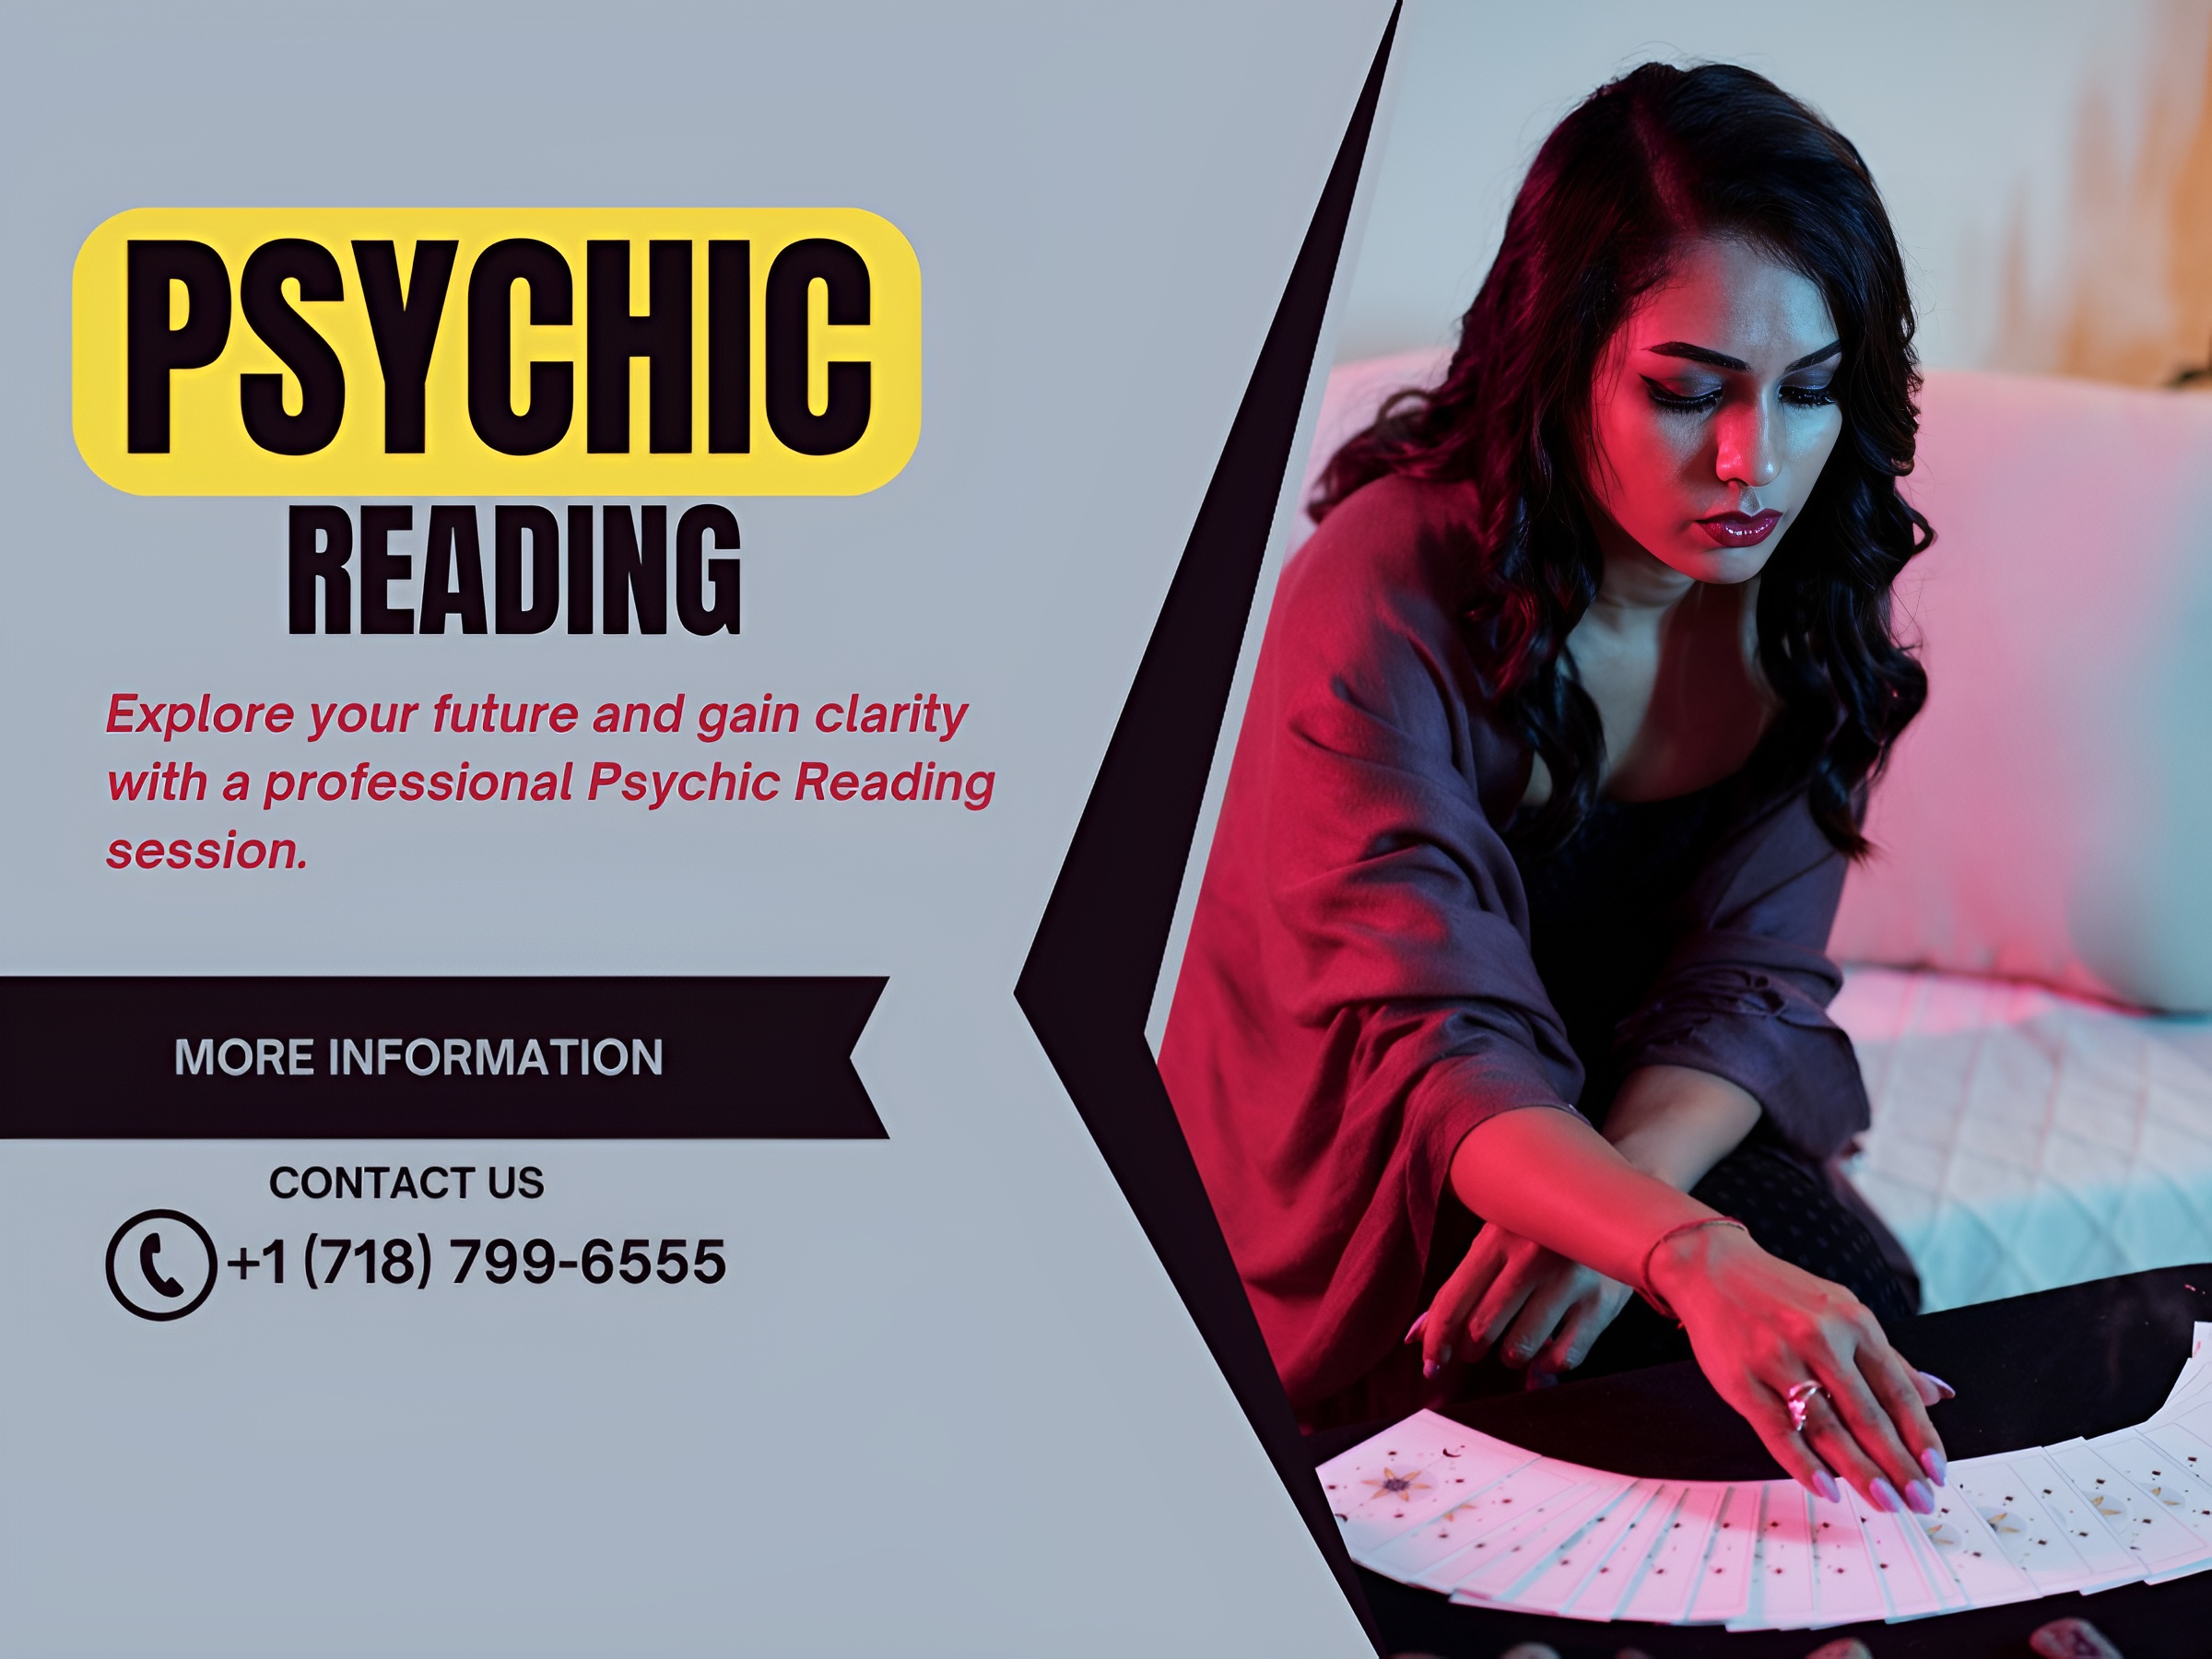 PSYCHIC
READING
Explore your future and gain clarity
with a professional Psychic Reading
session.
MORE INFORMATION
CONTACT US
+1 (718) 799-6555